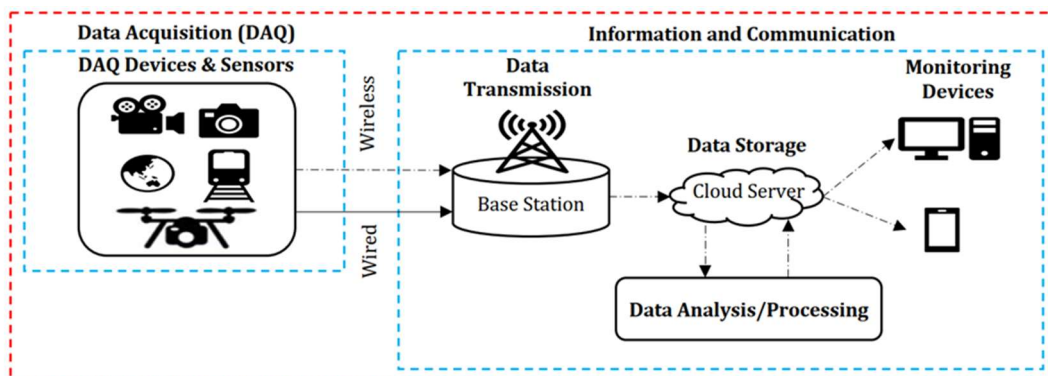 Data Acquisition (DAQ)
DAQ Devices & Sensors
Wireless
Wired
Information and Communication
Data
Transmission
Base Station
Data Storage
Cloud Server
Monitoring
Devices
Data Analysis/Processing